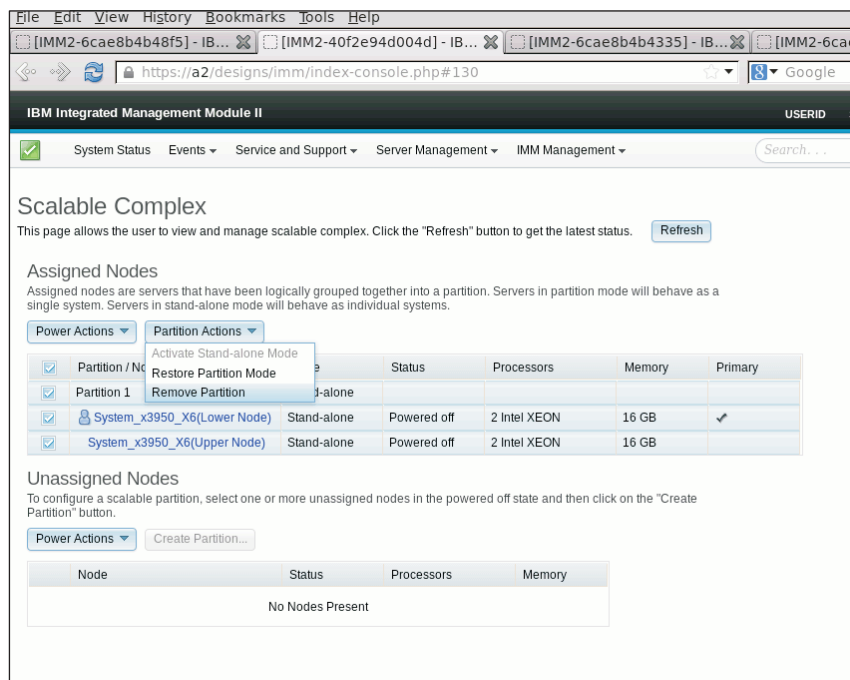 File Edit View History Bookmarks Tools Help
[IMM2-6cae8b4b48f5] - IB... [IMM2-40f2e94d004d] - IB... [IMM2-6cae8b4b4335] - IB... [IMM2-6cae
https://a2/designs/imm/index-console.php#130 Google
IBM Integrated Management Module II USERID
System Status Events Service and Support Server Management IMM Management Search. . .
Scalable Complex
This page allows the user to view and manage scalable complex. Click the "Refresh" button to get the latest status. Refresh
Assigned Nodes
Assigned nodes are servers that have been logically grouped together into a partition. Servers in partition mode will behave as a
single system. Servers in stand-alone mode will behave as individual systems.
Power Actions Partition Actions
Activate Stand-alone Mode
Restore Partition Mode
Remove Partition
Partition / No e Status Processors Memory Primary
Partition 1 d-alone
System_x3950_X6(Lower Node) Stand-alone Powered off 2 Intel XEON 16 GB
System_x3950_X6(Upper Node) Stand-alone Powered off 2 Intel XEON 16 GB
Unassigned Nodes
To configure a scalable partition, select one or more unassigned nodes in the powered off state and then click on the "Create
Partition" button.
Power Actions Create Partition...
Node Status Processors Memory
No Nodes Present